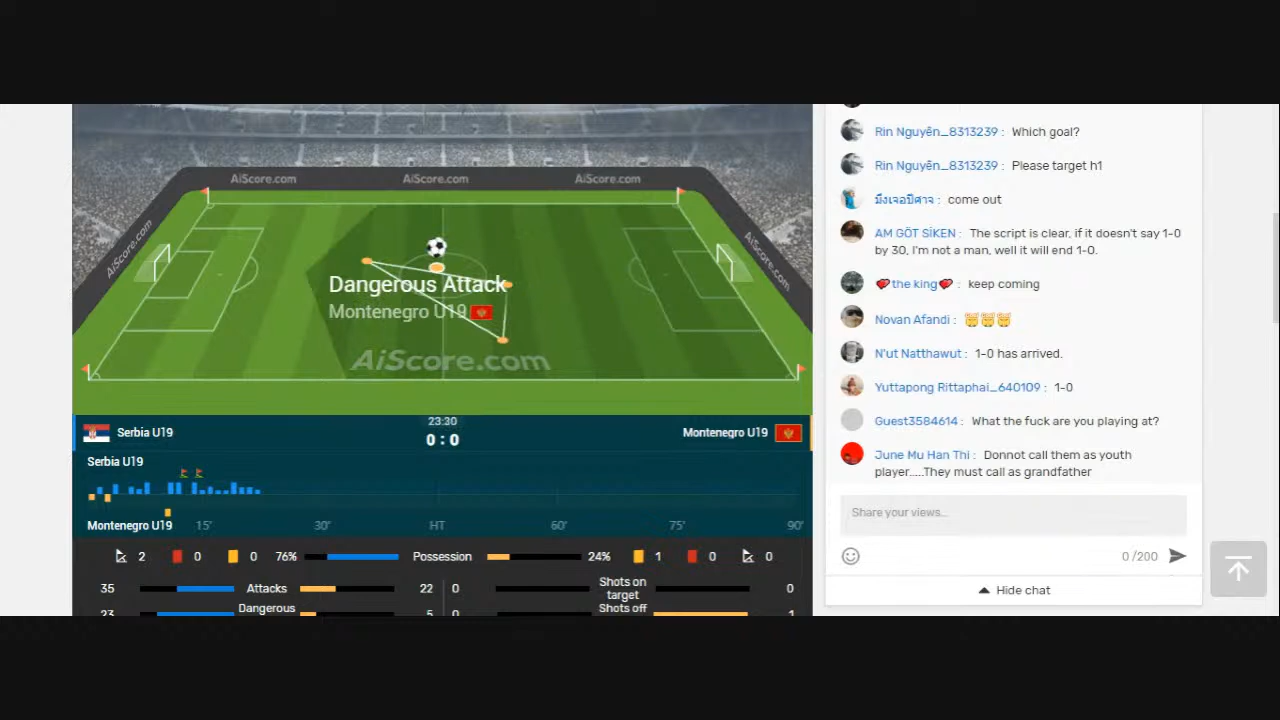 AiScore.com
AiScore.com
AiScore.com
AiScore.com
AiScore.com
Dangerous Attack
Montenegro U19
AiScore.com
23:30
Serbia U19
0 : 0
Montenegro U19
Serbia U19
Montenegro U19
15'
30'
HT
60'
75'
90'
2
0
0
76%
Possession
24%
1
0
0
35
Attacks
22
0
Shots on
target
0
23
Dangerous
5
0
Shots off
1
Rin Nguyễn_8313239 : Which goal?
Rin Nguyễn_8313239 : Please target h1
มึงเจอปีศาจ : come out
AM GÖT SİKEN : The script is clear, if it doesn't say 1-0
by 30, I'm not a man, well it will end 1-0.
the king : keep coming
Novan Afandi :
N'ut Natthawut : 1-0 has arrived.
Yuttapong Rittaphai_640109 : 1-0
Guest3584614 : What the fuck are you playing at?
June Mu Han Thi : Donnot call them as youth
player.....They must call as grandfather
Share your views...
0 /200
Hide chat